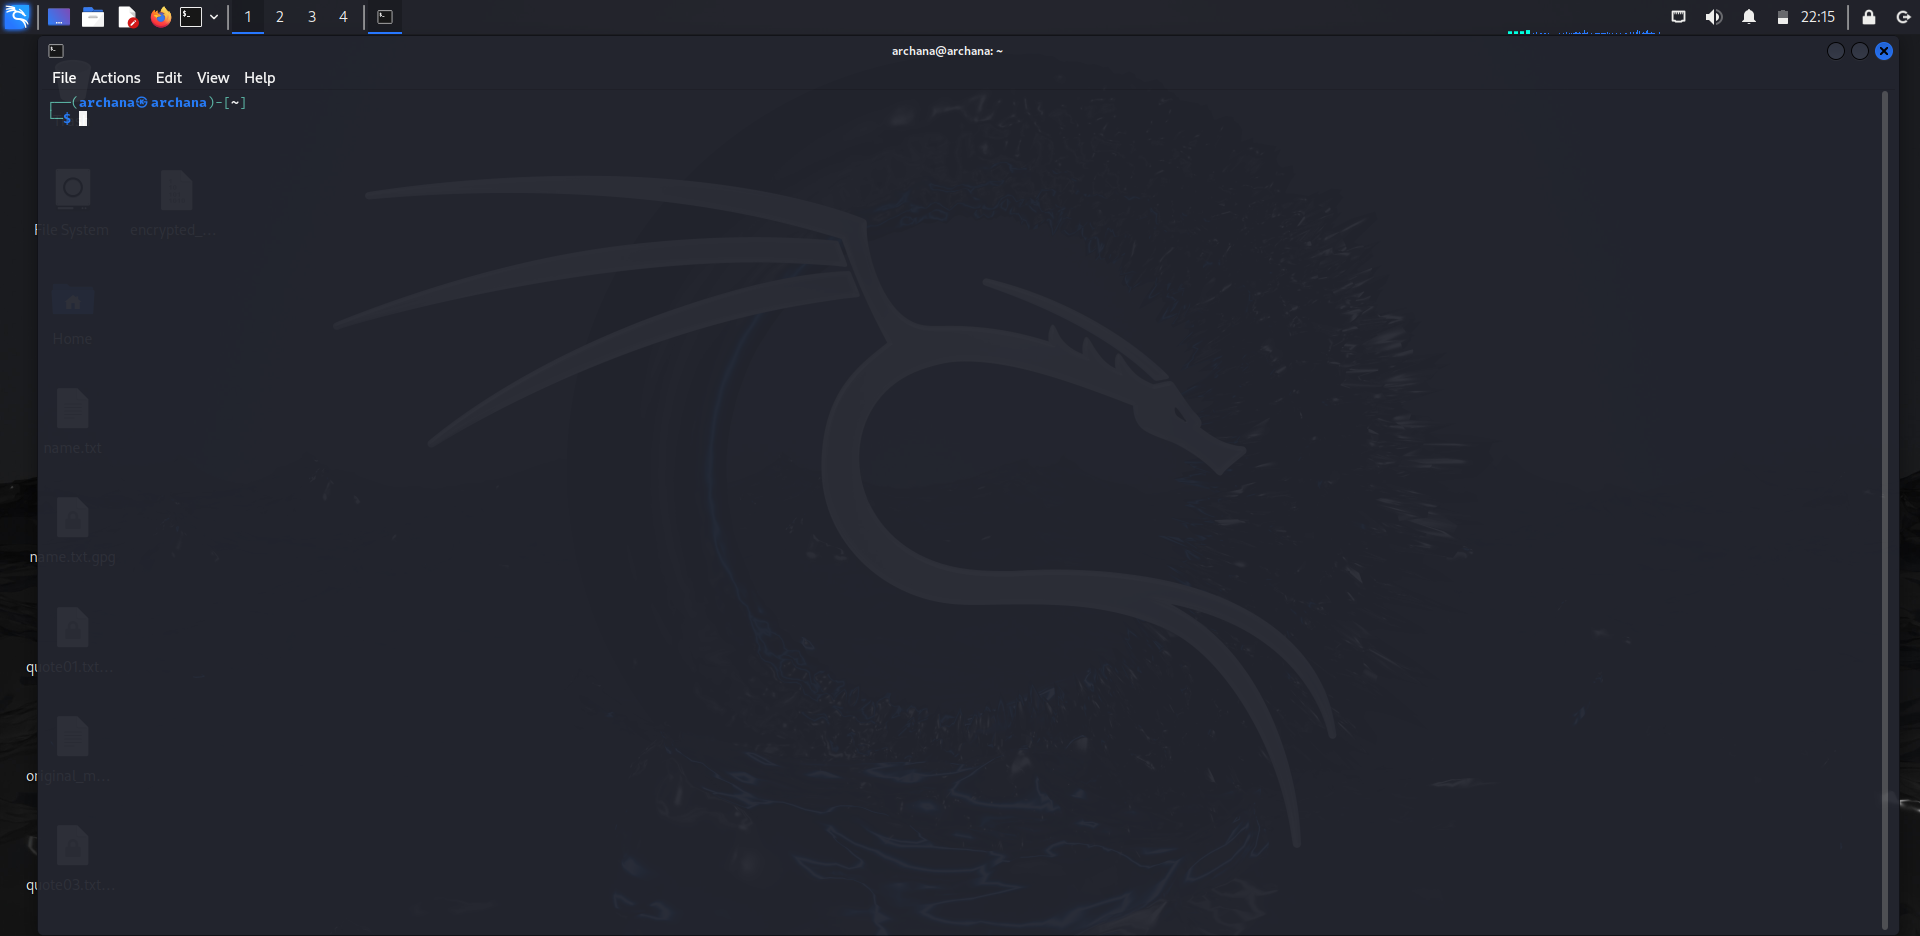 1 2 3 4
22:15
archana@archana: ~
File Actions Edit View Help
(archana㉿archana)-[~]
$
File System
encrypted_...
Home
name.txt
name.txt.gpg
quote01.txt...
original_m...
quote03.txt...